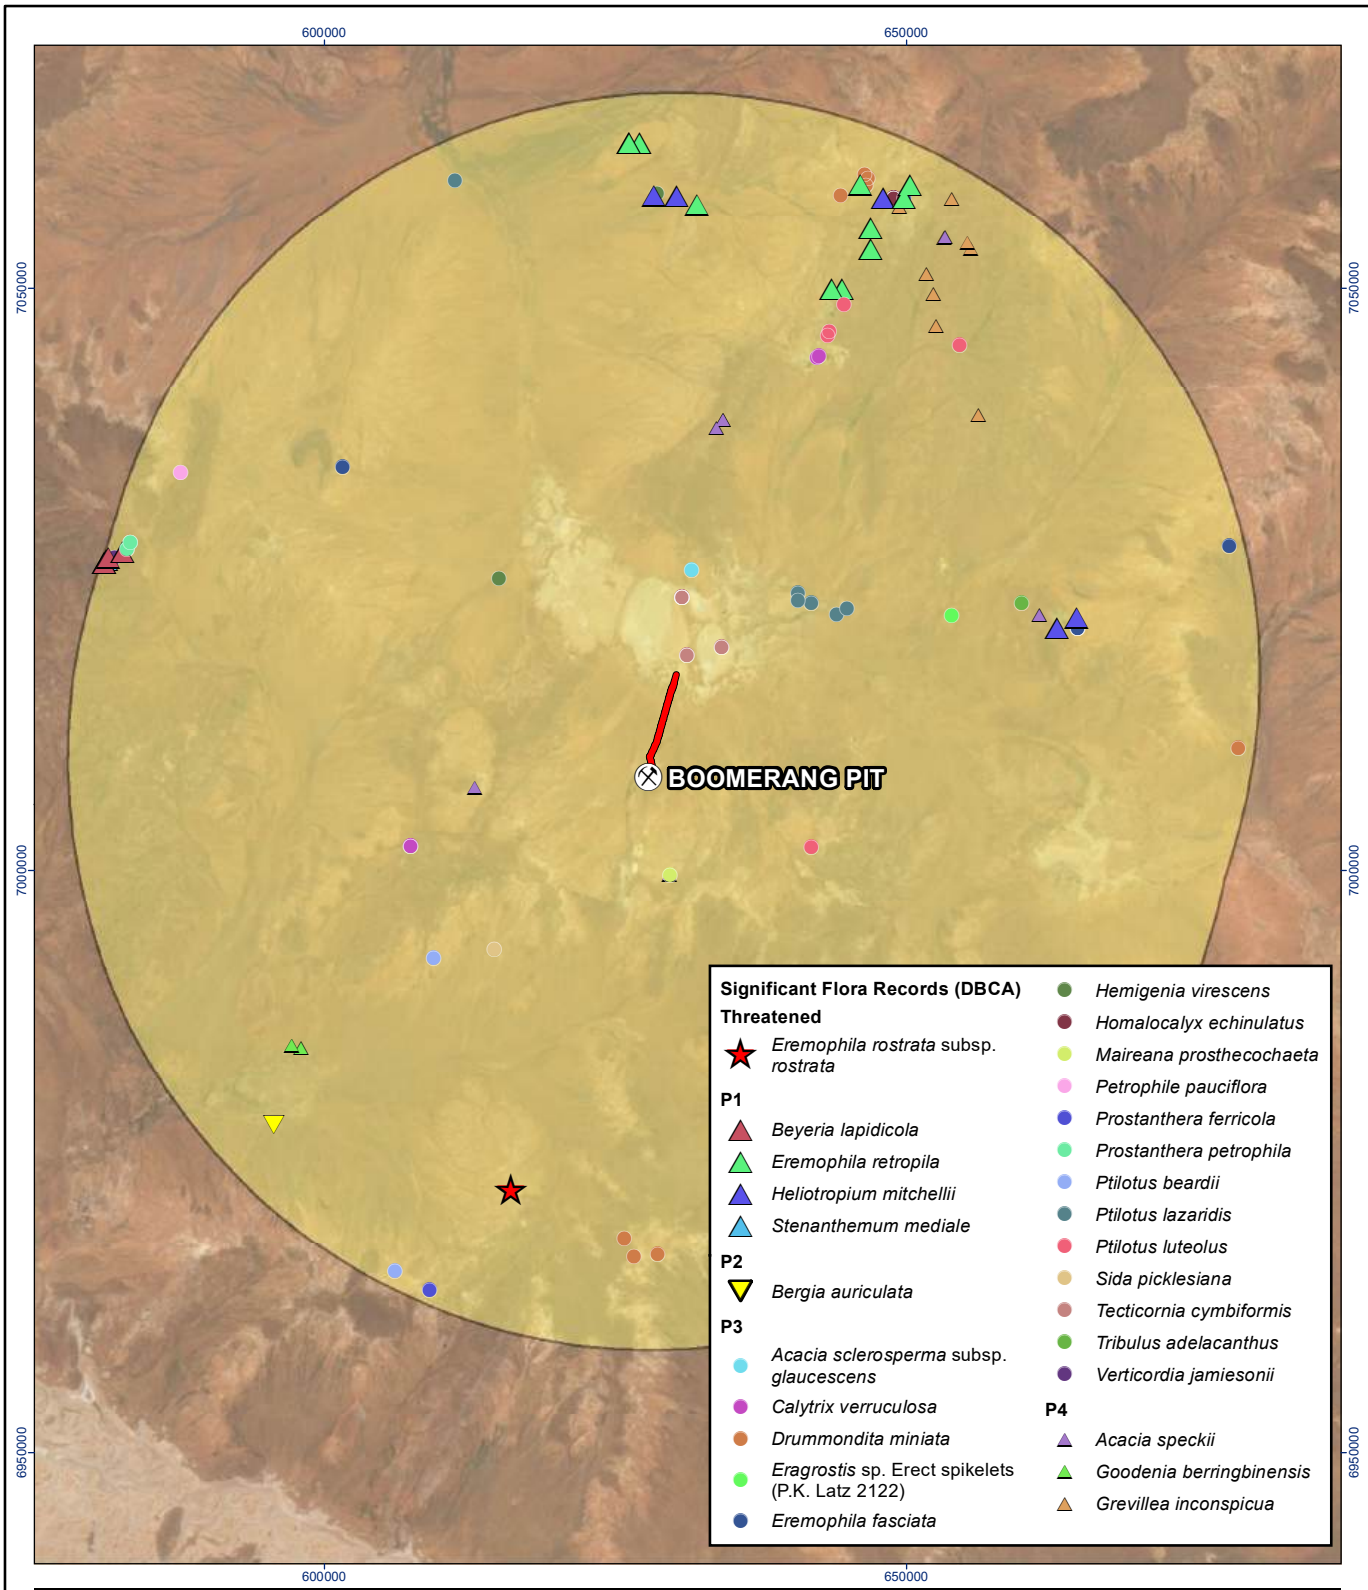 600000
650000
7050000
7050000
BOOMERANG PIT
7000000
7000000
Significant Flora Records (DBCA)
Threatened
Eremophila rostrata subsp.
rostrata
P1
Beyeria lapidicola
Eremophila retropila
Heliotropium mitchellii
Stenanthemum mediale
P2
Bergia auriculata
P3
Acacia sclerosperma subsp.
glaucescens
Calytrix verruculosa
Drummondita miniata
Eragrostis sp. Erect spikelets
(P.K. Latz 2122)
Eremophila fasciata
Hemigenia virescens
Homalocalyx echinulatus
Maireana prosthecochaeta
Petrophile pauciflora
Prostanthera ferricola
Prostanthera petrophila
Ptilotus beardii
Ptilotus lazaridis
Ptilotus luteolus
Sida picklesiana
Tecticornia cymbiformis
Tribulus adelacanthus
Verticordia jamiesonii
P4
Acacia speckii
Goodenia berringbinensis
Grevillea inconspicua
6950000
6950000
600000
650000